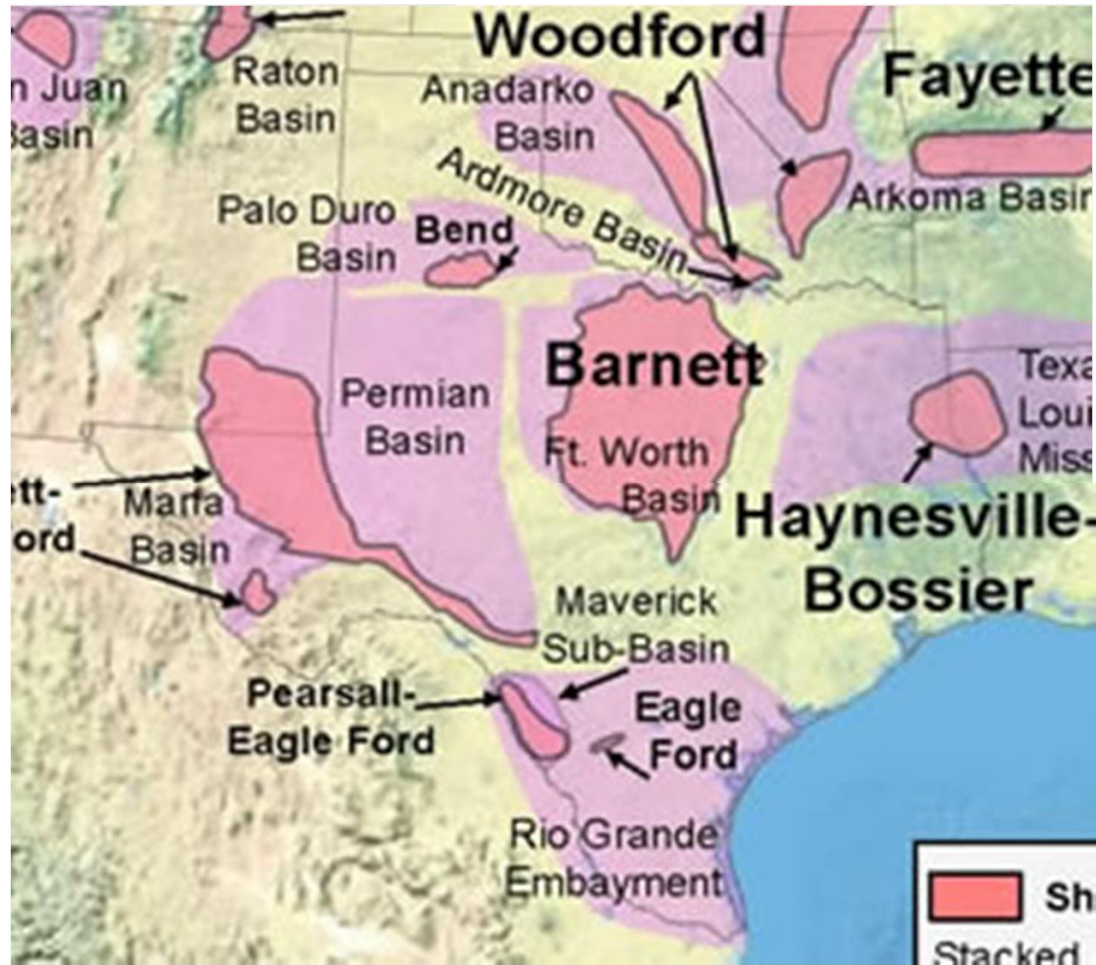 Woodford
Fayette
Raton
Basin
n Juan
Basin
Anadarko
Basin
Ardmore Basin
Arkoma Basin
Palo Duro
Basin
Bend
Barnett
Ft. Worth
Basin
Permian
Basin
Texa
Loui
Miss
tt-
ord
Marfa
Basin
Haynesville-
Bossier
Maverick
Sub-Basin
Pearsall-
Eagle Ford
Eagle
Ford
Rio Grande
Embayment
Sh
Stacked